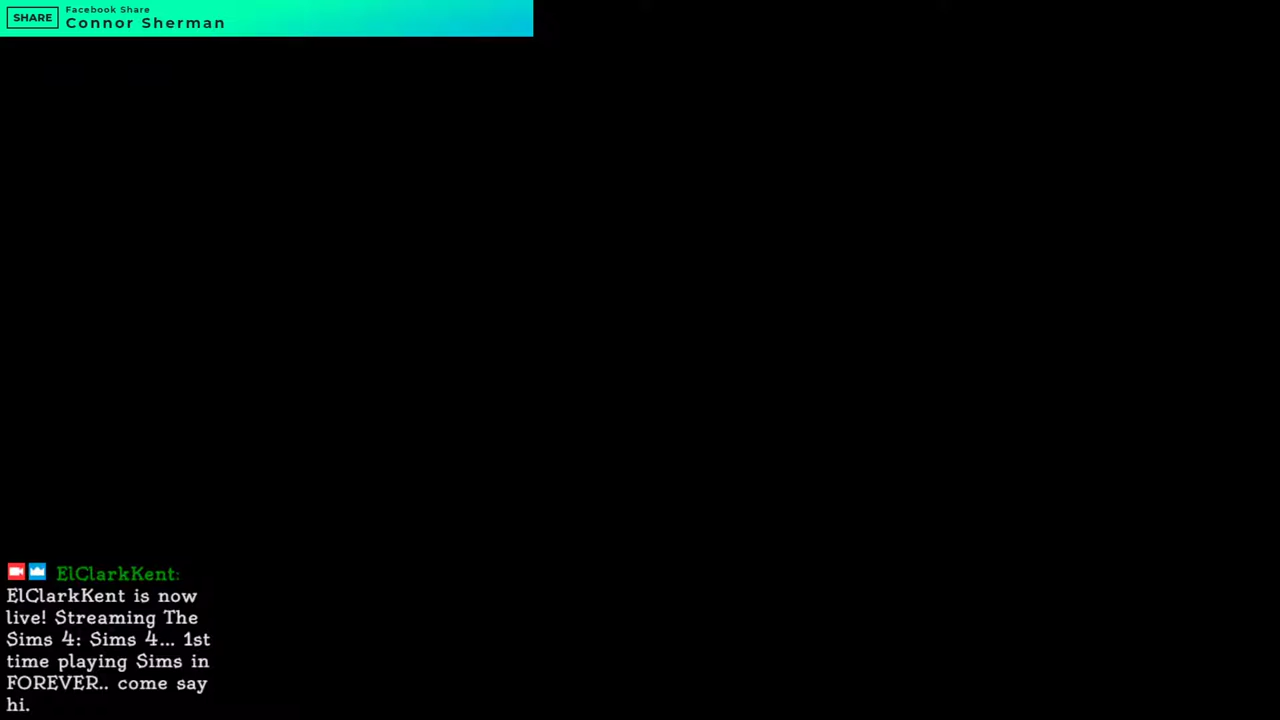 SHARE
Facebook Share
Connor Sherman
ElClarkKent:
ElClarkKent is now
live! Streaming The
Sims 4: Sims 4... 1st
time playing Sims in
FOREVER.. come say
hi.